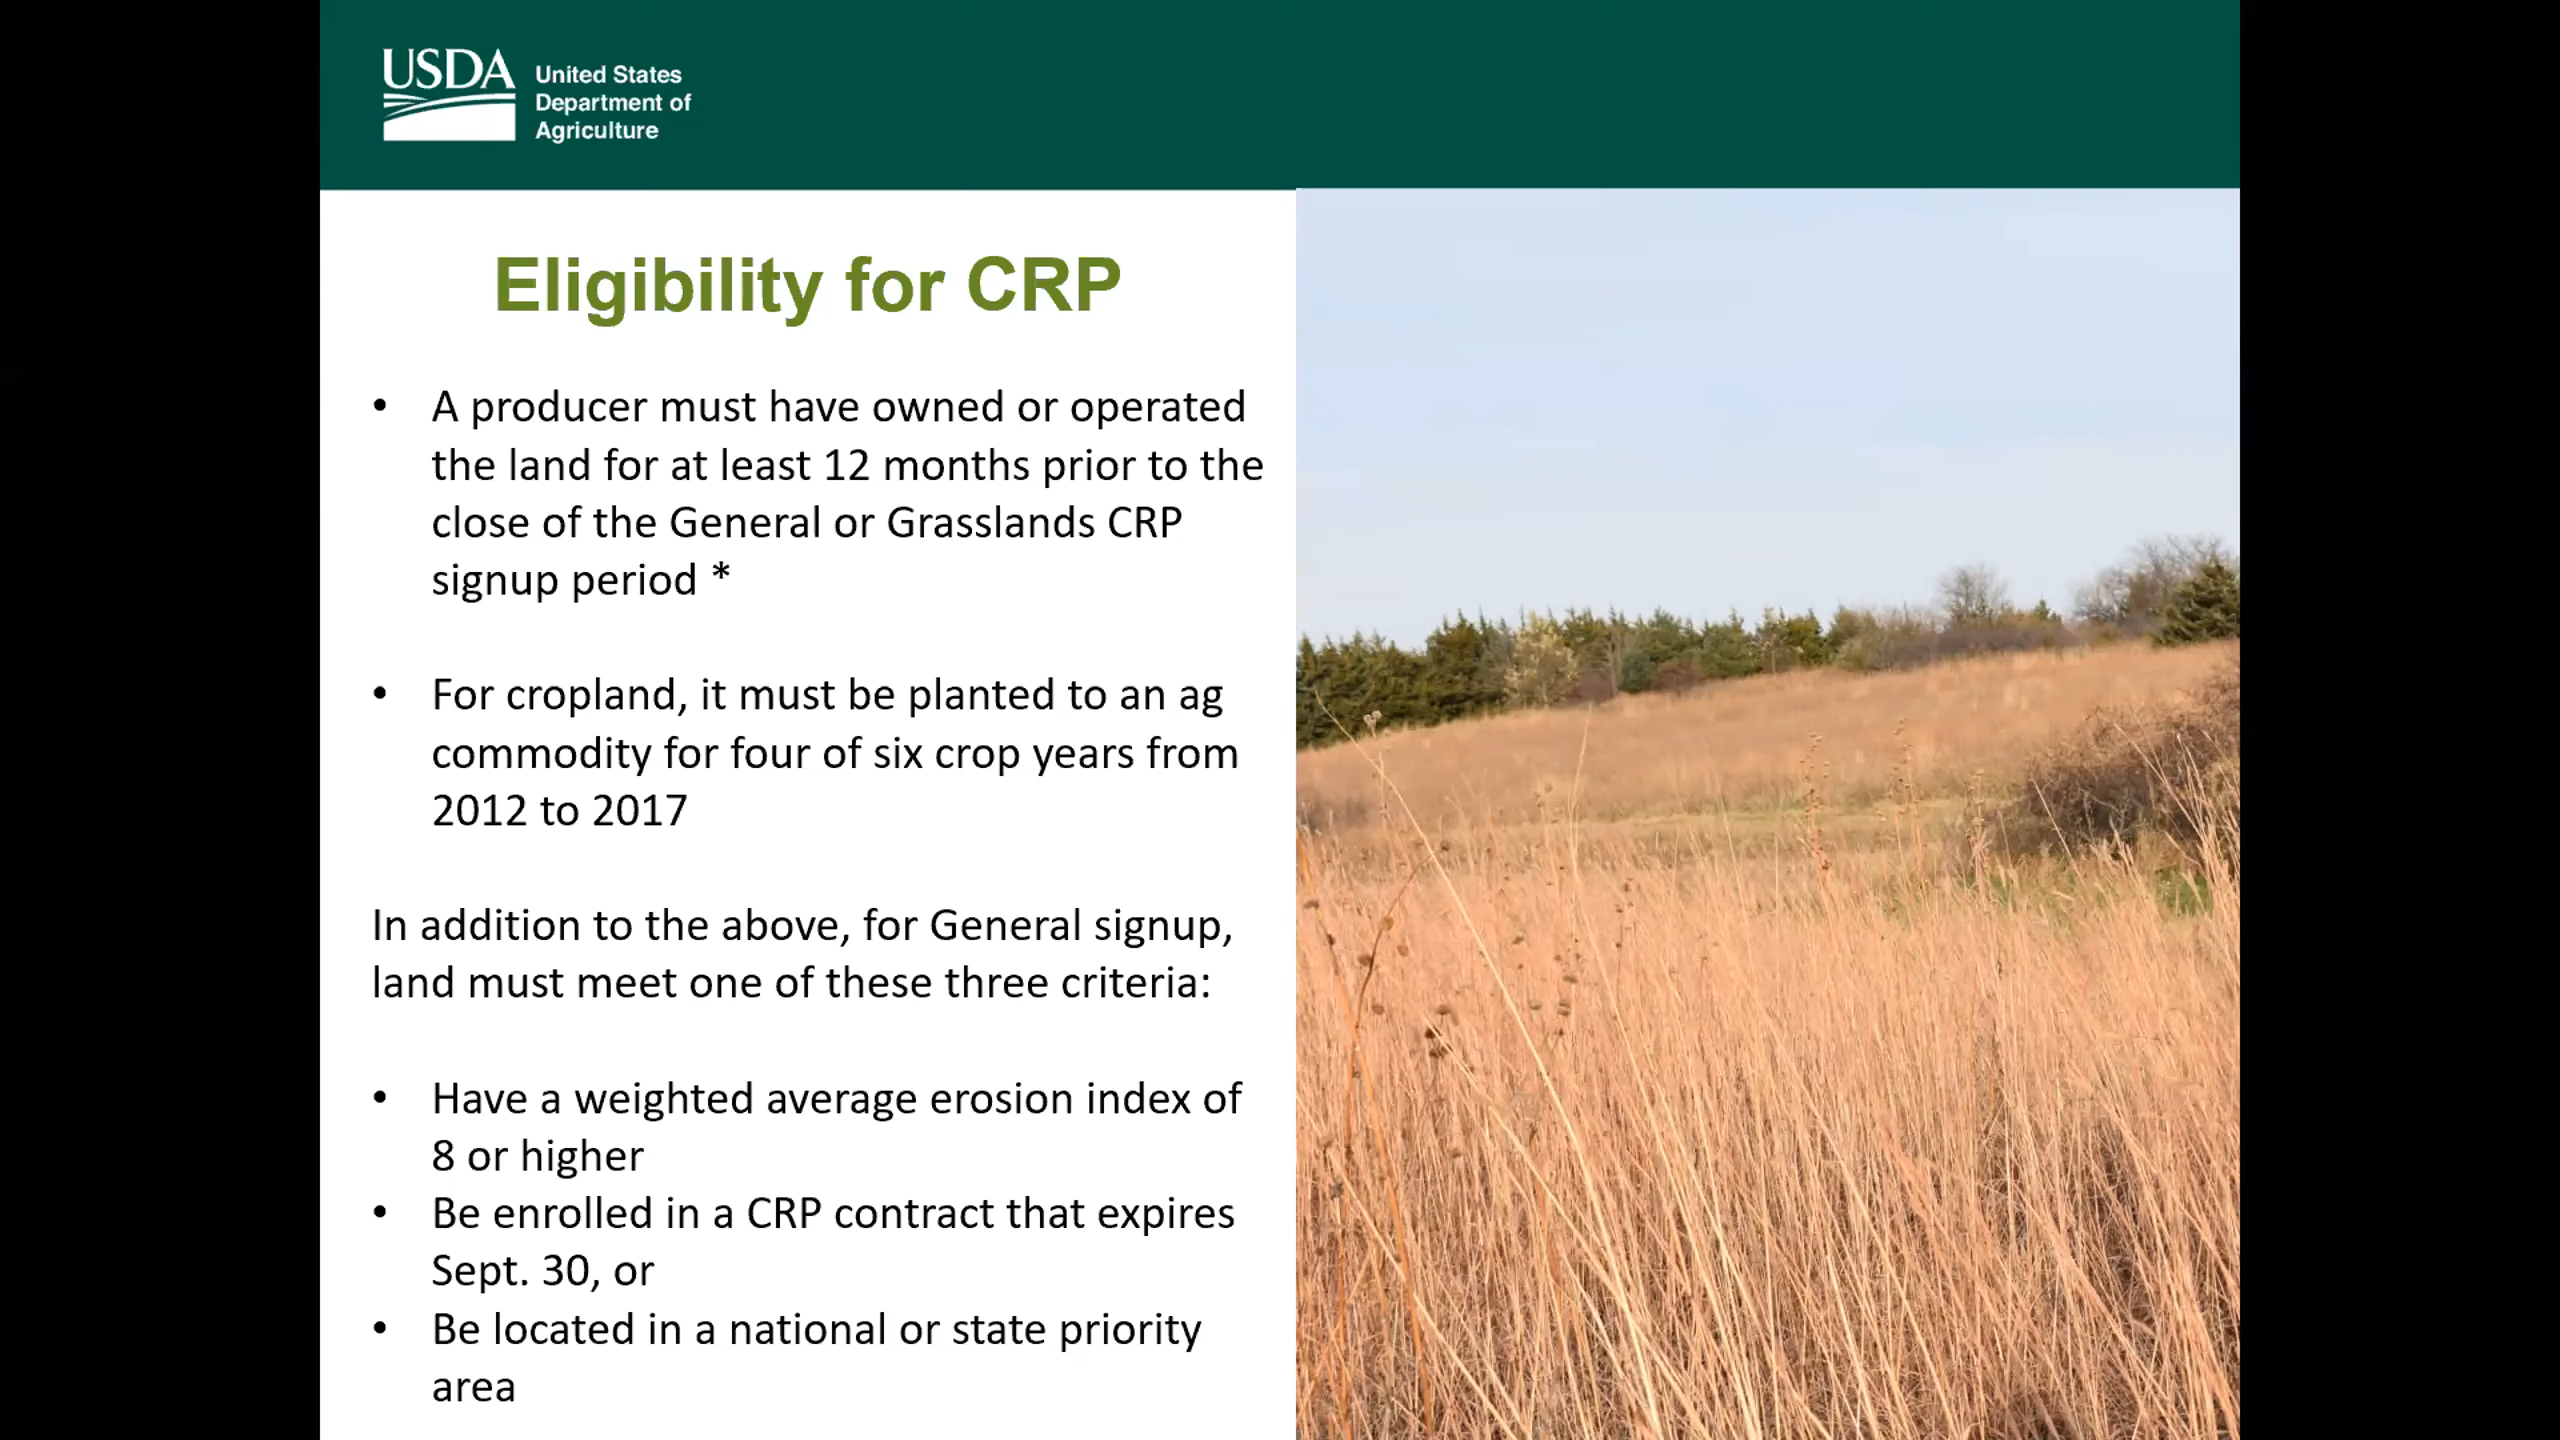 USDA
United States
Department of
Agriculture
Eligibility for CRP
• A producer must have owned or operated
the land for at least 12 months prior to the
close of the General or Grasslands CRP
signup period *
• For cropland, it must be planted to an ag
commodity for four of six crop years from
2012 to 2017
In addition to the above, for General signup,
land must meet one of these three criteria:
• Have a weighted average erosion index of
8 or higher
• Be enrolled in a CRP contract that expires
Sept. 30, or
• Be located in a national or state priority
area